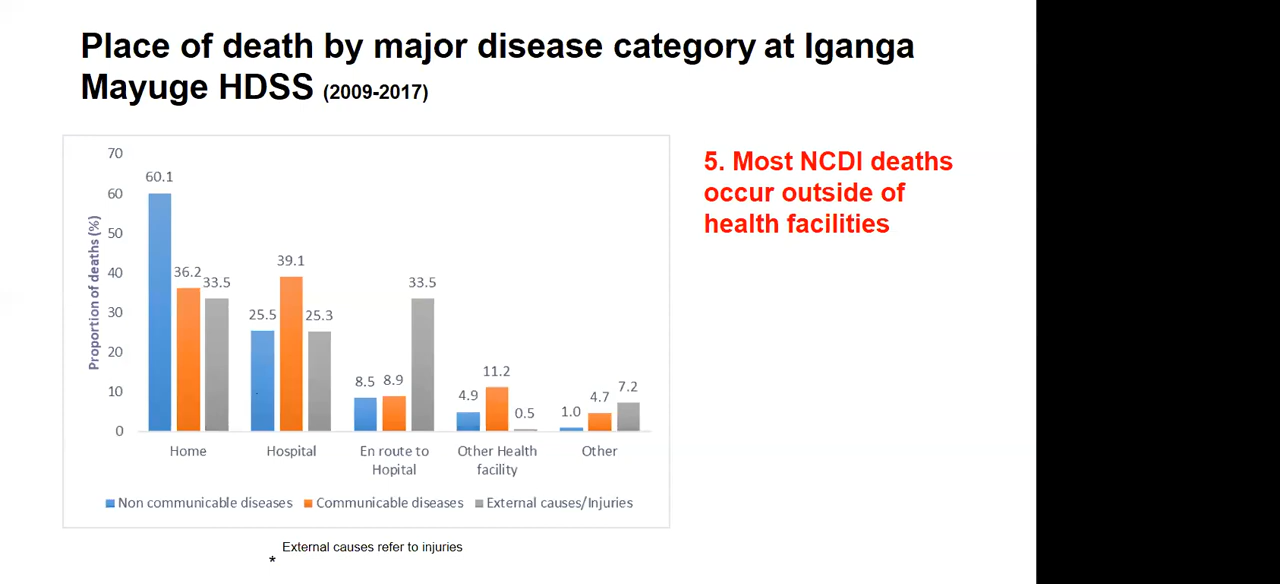 Place of death by major disease category at Iganga
Mayuge HDSS (2009-2017)
5. Most NCDI deaths
occur outside of
health facilities
Proportion of deaths (%)
70
60
50
40
30
20
10
0
60.1
36.2
33.5
25.5
39.1
25.3
8.5
8.9
33.5
4.9
11.2
0.5
1.0
4.7
7.2
Home
Hospital
En route to
Hopital
Other Health
facility
Other
Non communicable diseases
Communicable diseases
External causes/Injuries
External causes refer to injuries
*